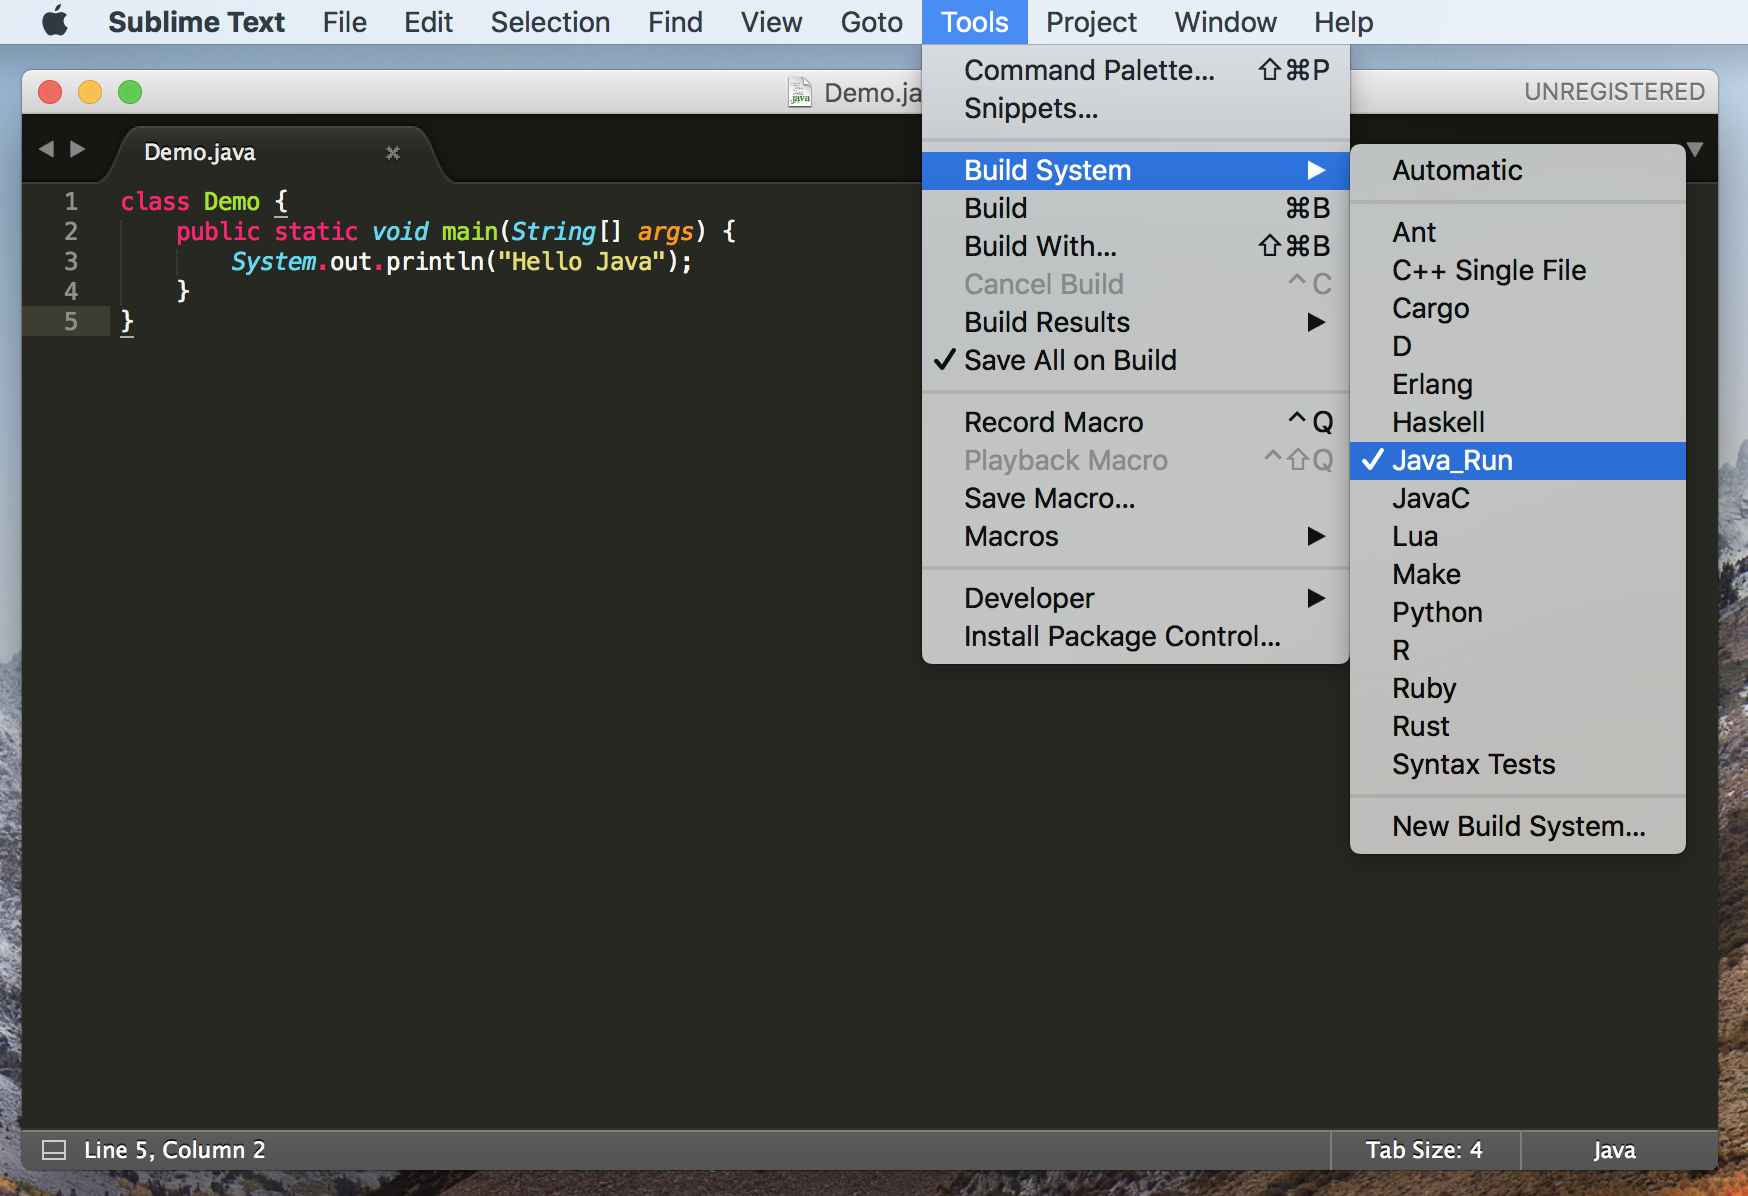 Sublime Text File Edit Selection Find View Goto Tools Project Window Help
Demo.ja
UNREGISTERED
Demo.java
1 class Demo {
2 public static void main(String[] args) {
3 System.out.println("Hello Java");
4 }
5 }
Command Palette... ⇧⌘P
Snippets...
Build System
Build ⌘B
Build With... ⇧⌘B
Cancel Build ^C
Build Results
✓ Save All on Build
Record Macro ^Q
Playback Macro ^⇧Q
Save Macro...
Macros
Developer
Install Package Control...
Automatic
Ant
C++ Single File
Cargo
D
Erlang
Haskell
✓ Java_Run
JavaC
Lua
Make
Python
R
Ruby
Rust
Syntax Tests
New Build System...
Line 5, Column 2
Tab Size: 4
Java